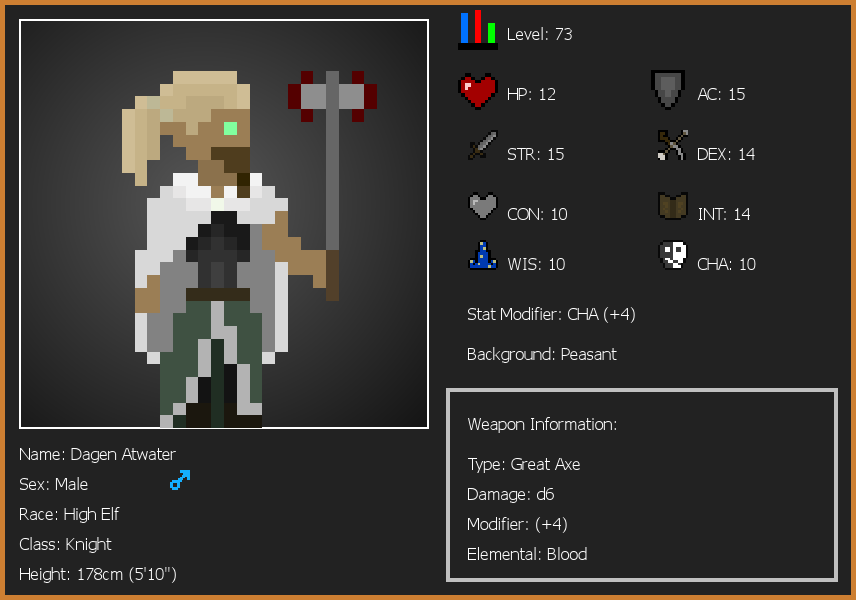 Level: 73
HP: 12
AC: 15
STR: 15
DEX: 14
CON: 10
INT: 14
WIS: 10
CHA: 10
Stat Modifier: CHA (+4)
Background: Peasant
Name: Dagen Atwater
Sex: Male
Race: High Elf
Class: Knight
Height: 178cm (5'10")
Weapon Information:
Type: Great Axe
Damage: d6
Modifier: (+4)
Elemental: Blood